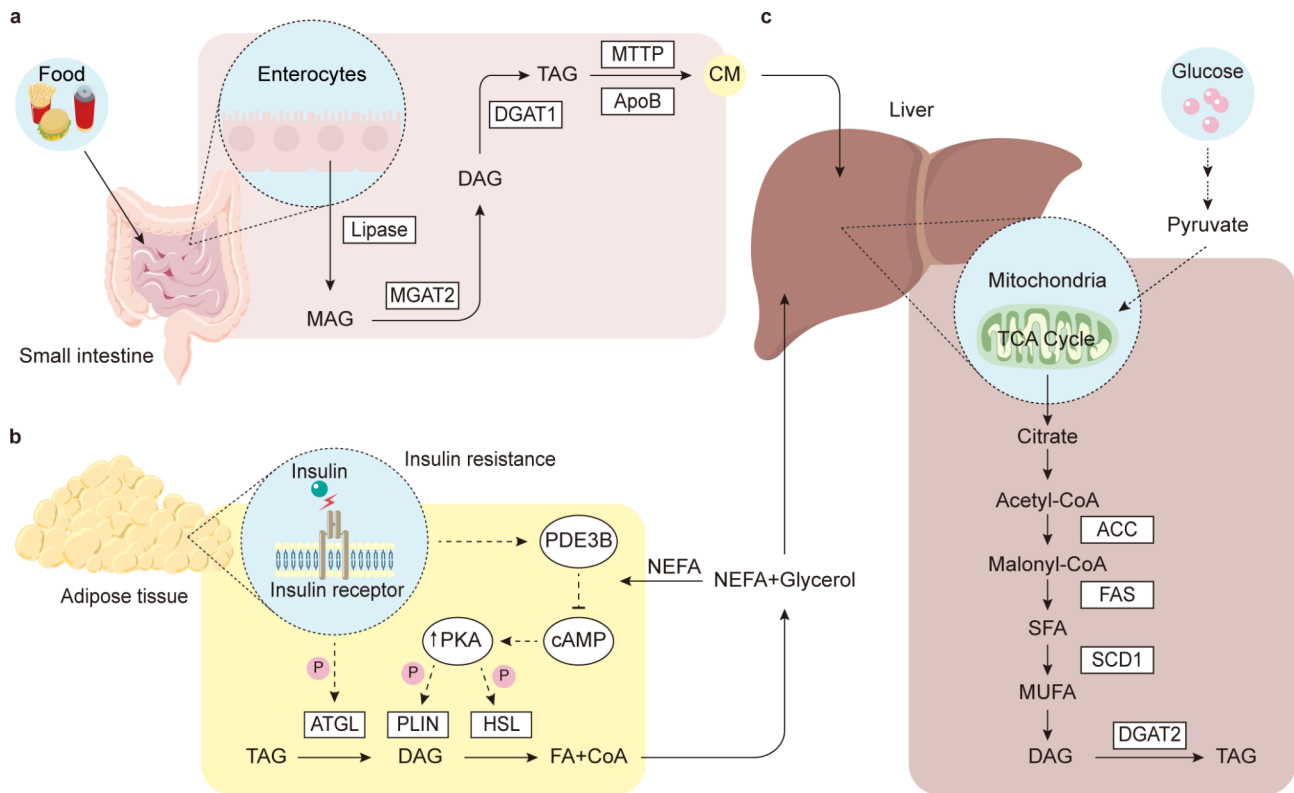 a
Food
Enterocytes
Small intestine
Lipase
MAG
MGAT2
DAG
DGAT1
TAG
MTTP
ApoB
CM
Liver
b
Adipose tissue
Insulin resistance
Insulin
Insulin receptor
PDE3B
cAMP
↑PKA
P
P
P
ATGL
PLIN
HSL
TAG
DAG
FA+CoA
NEFA
NEFA+Glycerol
c
Glucose
Pyruvate
Mitochondria
TCA Cycle
Citrate
Acetyl-CoA
ACC
Malonyl-CoA
FAS
SFA
SCD1
MUFA
DGAT2
DAG
TAG